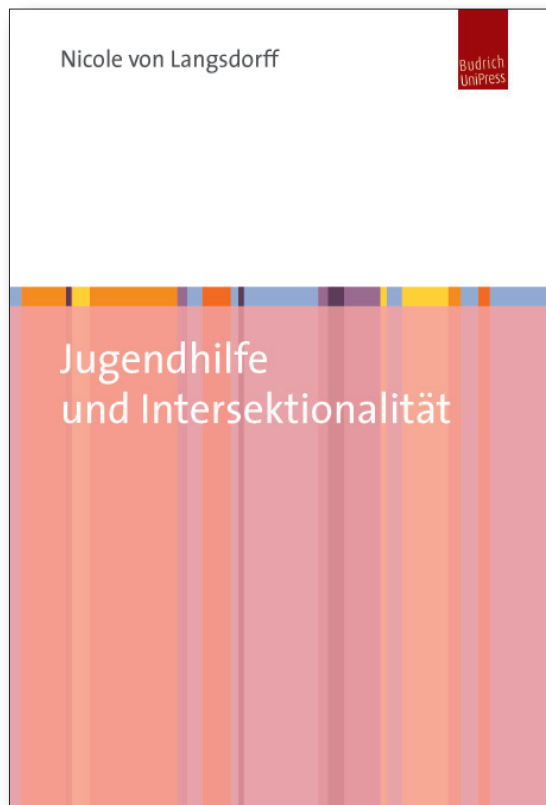 Nicole von Langsdorff
Budrich
UniPress
Jugendhilfe
und Intersektionalität